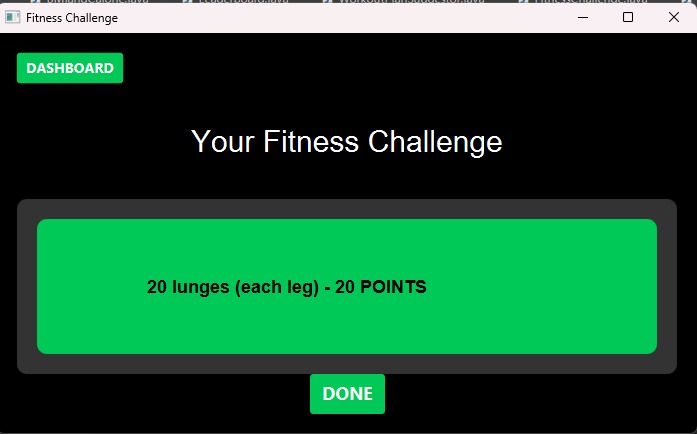 Fitness Challenge
DASHBOARD
Your Fitness Challenge
20 lunges (each leg) - 20 POINTS
DONE